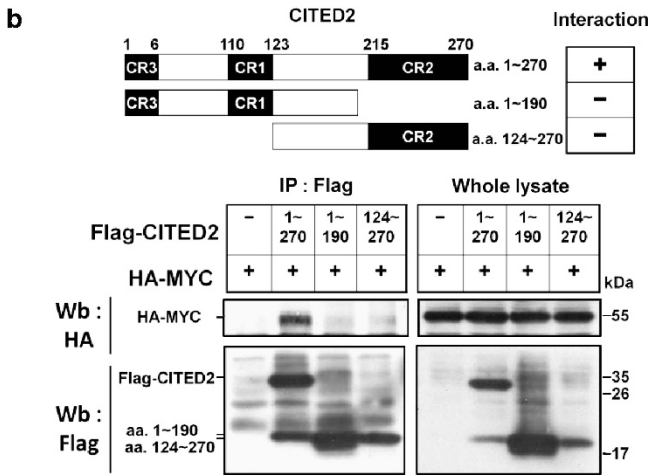 b
CITED2
Interaction
1 6 110 123 215 270
CR3 CR1 CR2 a.a. 1~270 +
CR3 CR1 a.a. 1~190 −
CR2 a.a. 124~270 −
IP : Flag Whole lysate
Flag-CITED2 − 1~270 1~190 124~270 − 1~270 1~190 124~270
HA-MYC + + + + + + + + kDa
Wb : HA HA-MYC 55
Wb : Flag Flag-CITED2 35
26
aa. 1~190
aa. 124~270 17